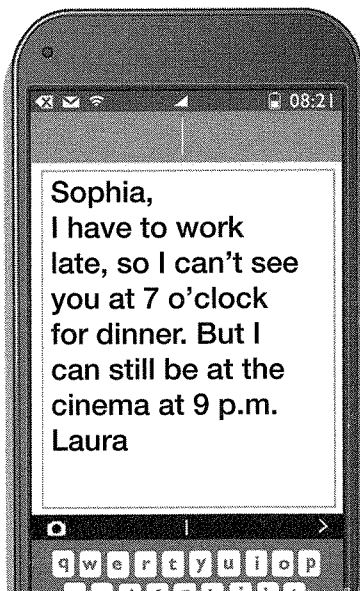 08:21
Sophia,
I have to work
late, so I can't see
you at 7 o'clock
for dinner. But I
can still be at the
cinema at 9 p.m.
Laura
q w e r t y u i o p